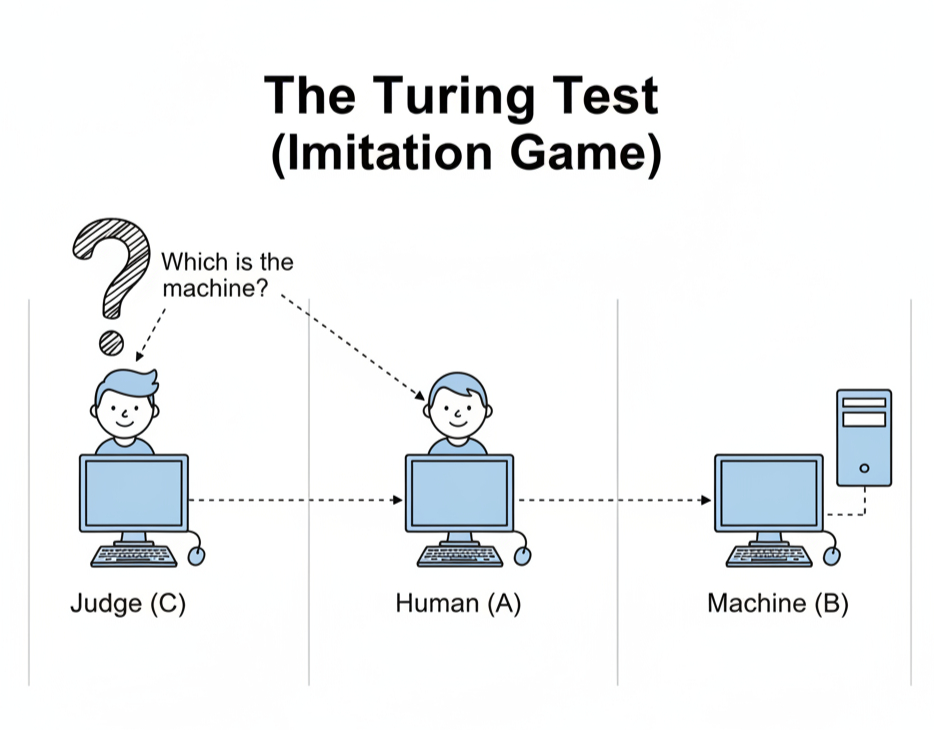 The Turing Test
(Imitation Game)
Which is the
machine?
Judge (C)
Human (A)
Machine (B)